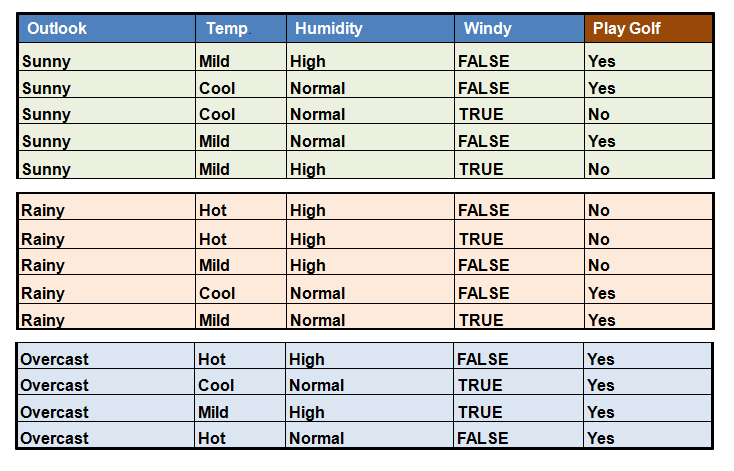 Outlook Temp Humidity Windy Play Golf
Sunny Mild High FALSE Yes
Sunny Cool Normal FALSE Yes
Sunny Cool Normal TRUE No
Sunny Mild Normal FALSE Yes
Sunny Mild High TRUE No
Rainy Hot High FALSE No
Rainy Hot High TRUE No
Rainy Mild High FALSE No
Rainy Cool Normal FALSE Yes
Rainy Mild Normal TRUE Yes
Overcast Hot High FALSE Yes
Overcast Cool Normal TRUE Yes
Overcast Mild High TRUE Yes
Overcast Hot Normal FALSE Yes